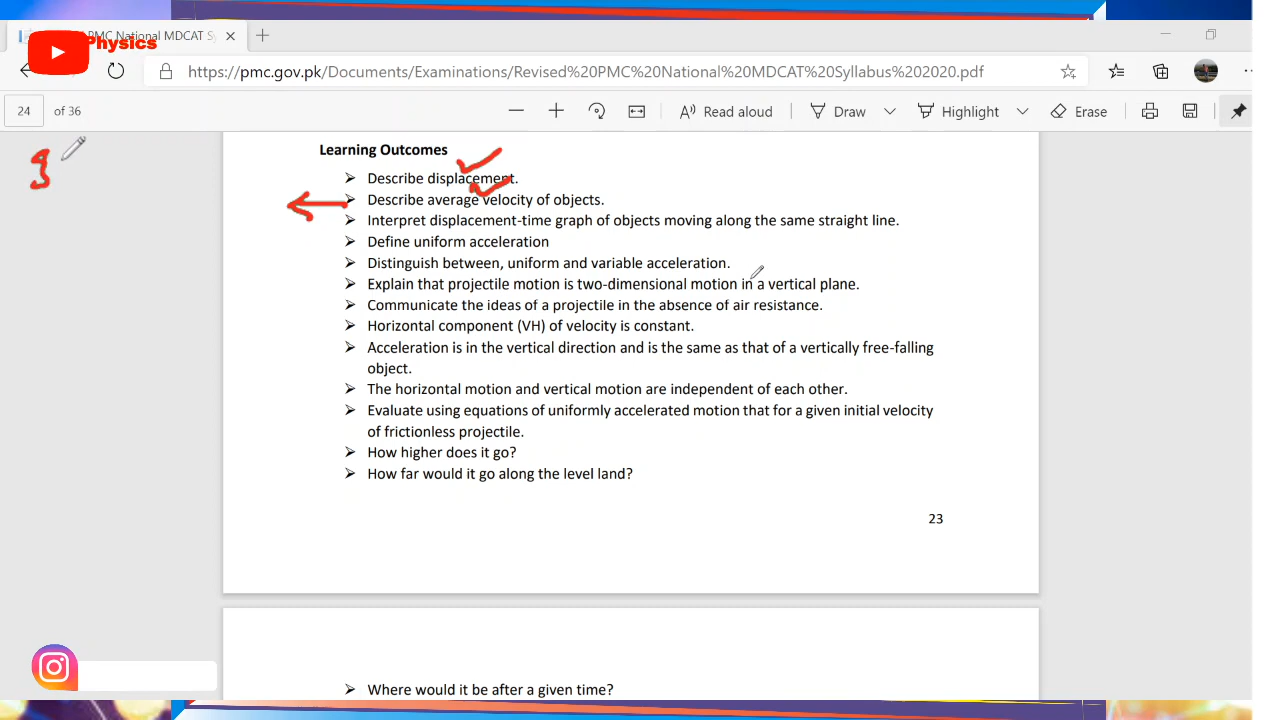 PMC National MDCAT Sy
Physics
https://pmc.gov.pk/Documents/Examinations/Revised%20PMC%20National%20MDCAT%20Syllabus%202020.pdf
24 of 36
Read aloud
Draw
Highlight
Erase
Learning Outcomes
Describe displacement.
Describe average velocity of objects.
Interpret displacement-time graph of objects moving along the same straight line.
Define uniform acceleration
Distinguish between, uniform and variable acceleration.
Explain that projectile motion is two-dimensional motion in a vertical plane.
Communicate the ideas of a projectile in the absence of air resistance.
Horizontal component (VH) of velocity is constant.
Acceleration is in the vertical direction and is the same as that of a vertically free-falling
object.
The horizontal motion and vertical motion are independent of each other.
Evaluate using equations of uniformly accelerated motion that for a given initial velocity
of frictionless projectile.
How higher does it go?
How far would it go along the level land?
23
Where would it be after a given time?